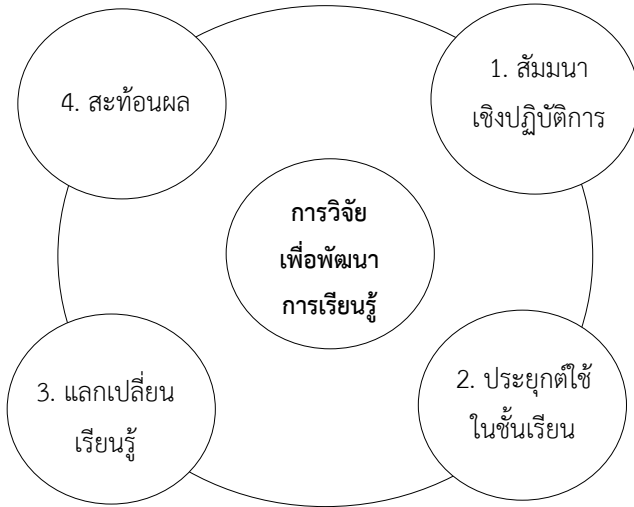 1. สัมมนา
เชิงปฏิบัติการ
2. ประยุกต์ใช้
ในชั้นเรียน
3. แลกเปลี่ยน
เรียนรู้
4. สะท้อนผล
การวิจัย
เพื่อพัฒนา
การเรียนรู้